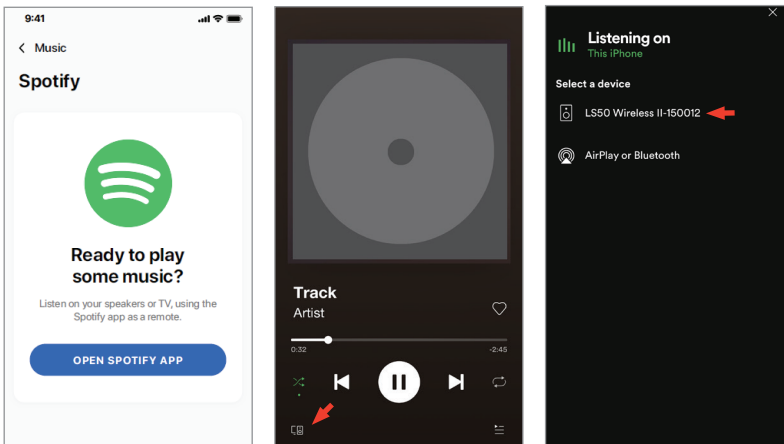 9:41
Music
Spotify
Ready to play
some music?
Listen on your speakers or TV, using the
Spotify app as a remote.
OPEN SPOTIFY APP
Track
Artist
0:32
-2:45
Listening on
This iPhone
Select a device
LS50 Wireless II-150012
AirPlay or Bluetooth